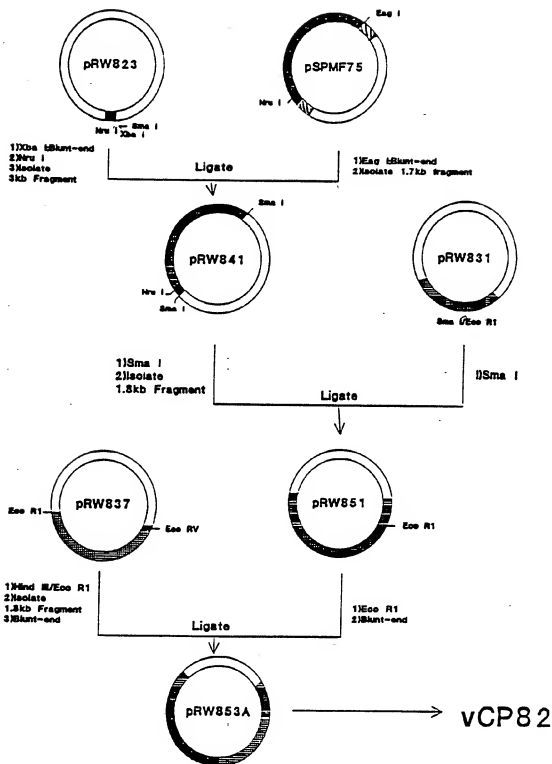 Eag I
pRW823
pSPMF75
Nru I
Nru I
Sma I
Xba I
1)Xba I:Blunt-end
2)Nru I
3)Isolate
3kb Fragment
Ligate
1)Eag I:Blunt-end
2)Isolate 1.7kb fragment
Sma I
pRW841
pRW831
Nru I
Sma I
Sma I/Eco R1
1)Sma I
2)Isolate
1.8kb Fragment
Ligate
1)Sma I
pRW837
pRW851
Eco R1
Eco RV
Eco R1
1)Hind III/Eco R1
2)Isolate
1.8kb Fragment
3)Blunt-end
Ligate
1)Eco R1
2)Blunt-end
pRW853A
vCP82